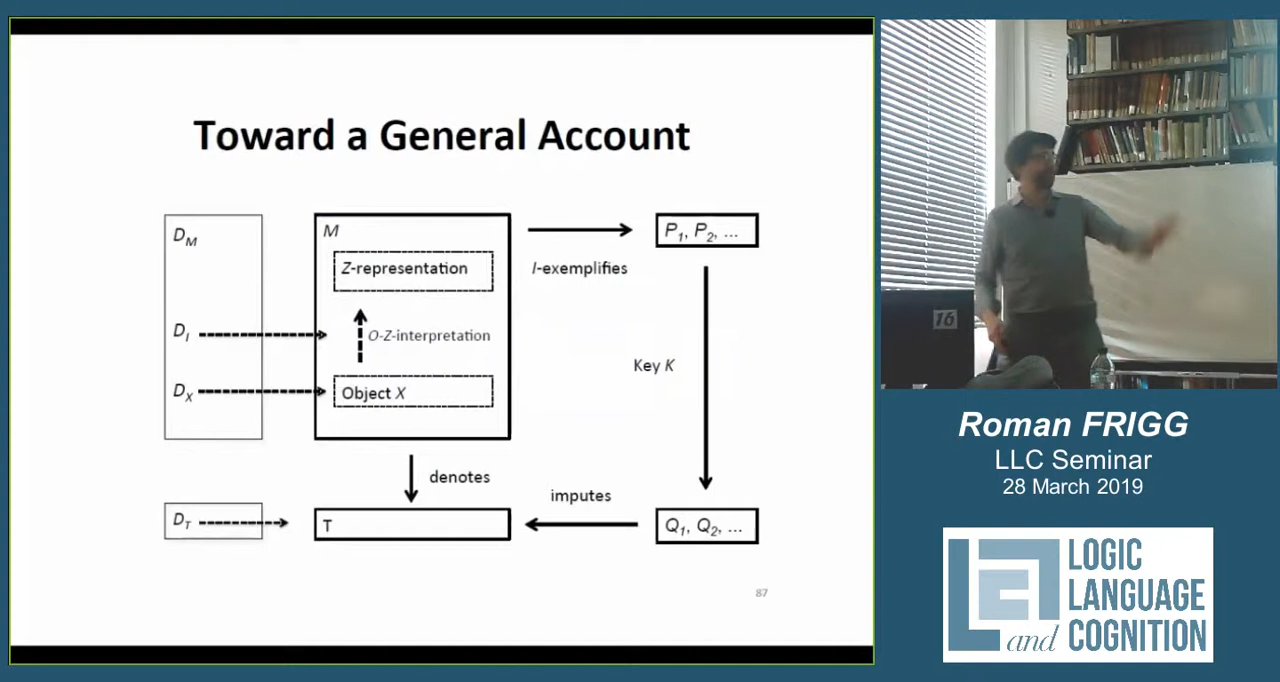 Toward a General Account
D_M
D_I
D_X
M
Z-representation
O-Z-interpretation
Object X
I-exemplifies
P_1, P_2, ...
Key K
denotes
imputes
D_T
T
Q_1, Q_2, ...
87
16
Roman FRIGG
LLC Seminar
28 March 2019
LOGIC
LANGUAGE
and COGNITION